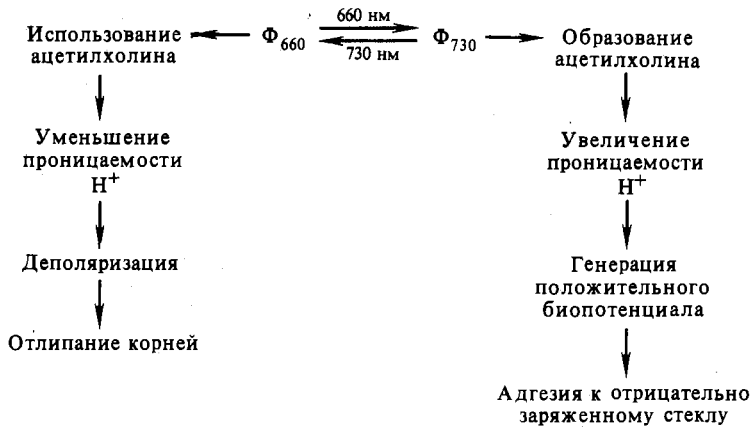 660 нм
Использование
ацетилхолина
Ф660
730 нм
Ф730
Образование
ацетилхолина
Уменьшение
проницаемости
H+
Увеличение
проницаемости
H+
Деполяризация
Генерация
положительного
биопотенциала
Отлипание корней
Адгезия к отрицательно
заряженному стеклу